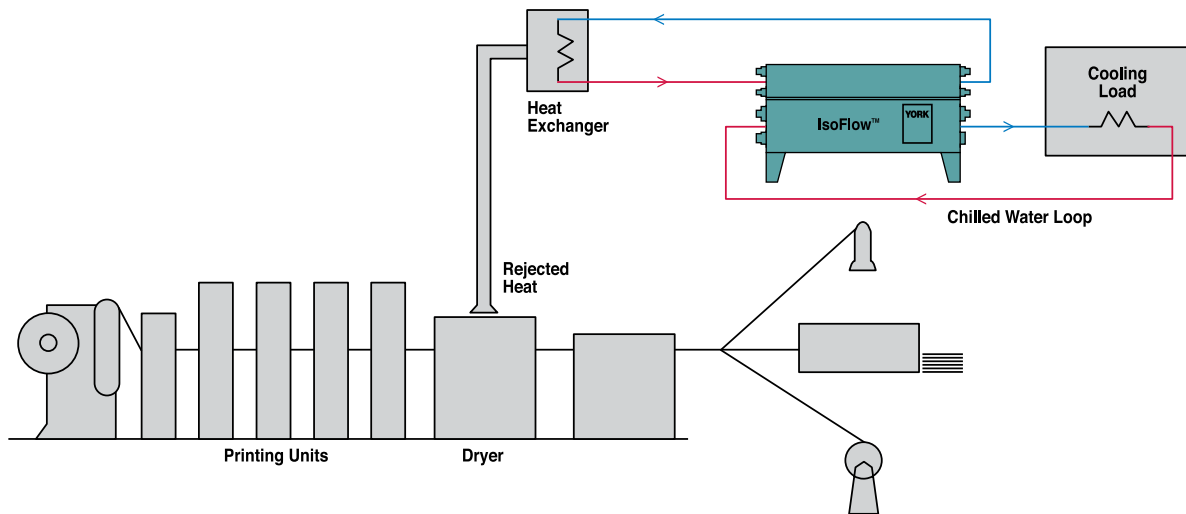 Heat
Exchanger
IsoFlow™
YORK
Cooling
Load
Chilled Water Loop
Rejected
Heat
Printing Units
Dryer